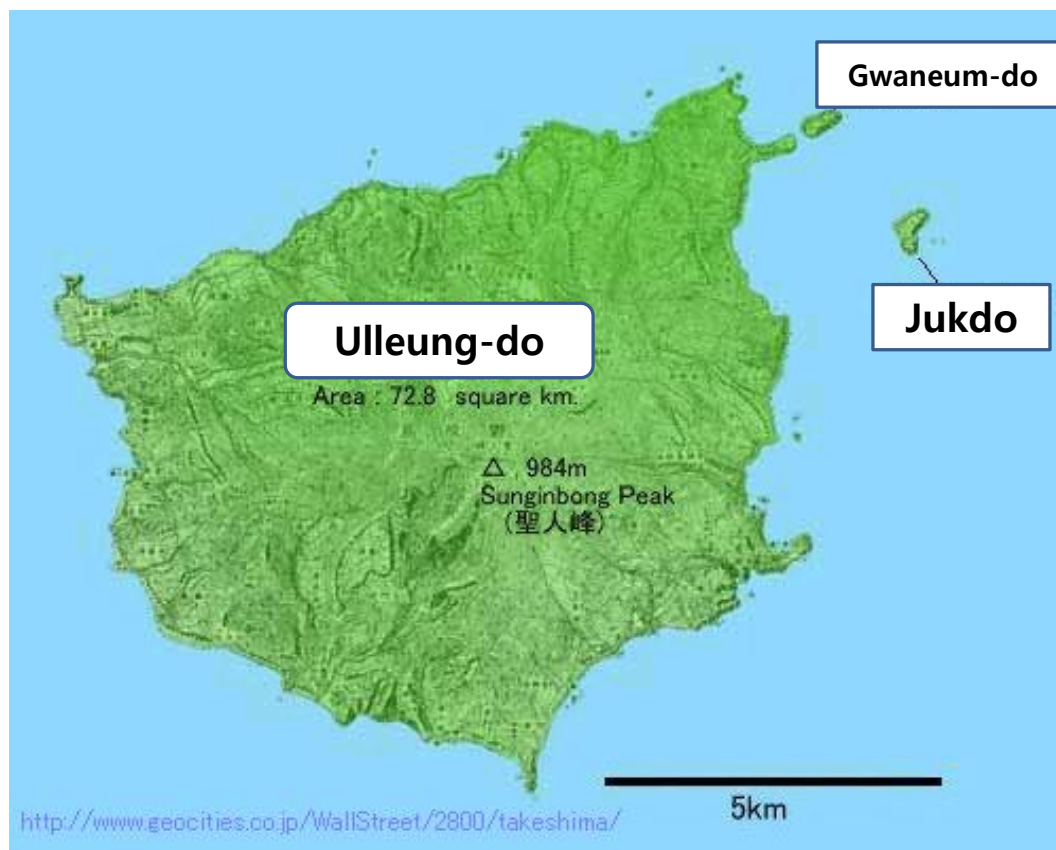 Gwaneum-do
Jukdo
Ulleung-do
Area : 72.8 square km.
△ 984m
Sunginbong Peak
(聖人峰)
5km
http://www.geocities.co.jp/WallStreet/2800/takeshima/